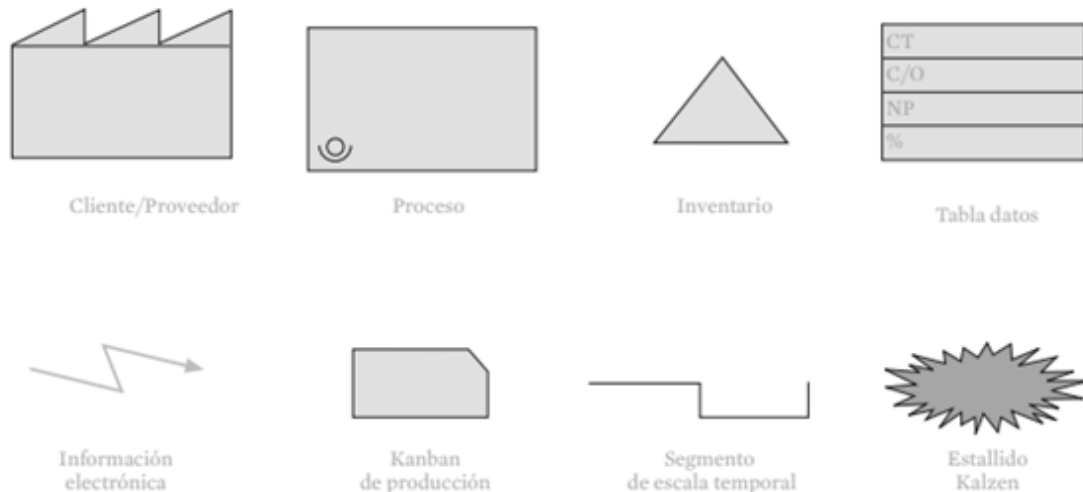 CT
C/O
NP
%
Cliente/Proveedor
Proceso
Inventario
Tabla datos
Información
electrónica
Kanban
de producción
Segmento
de escala temporal
Estallido
Kalzen